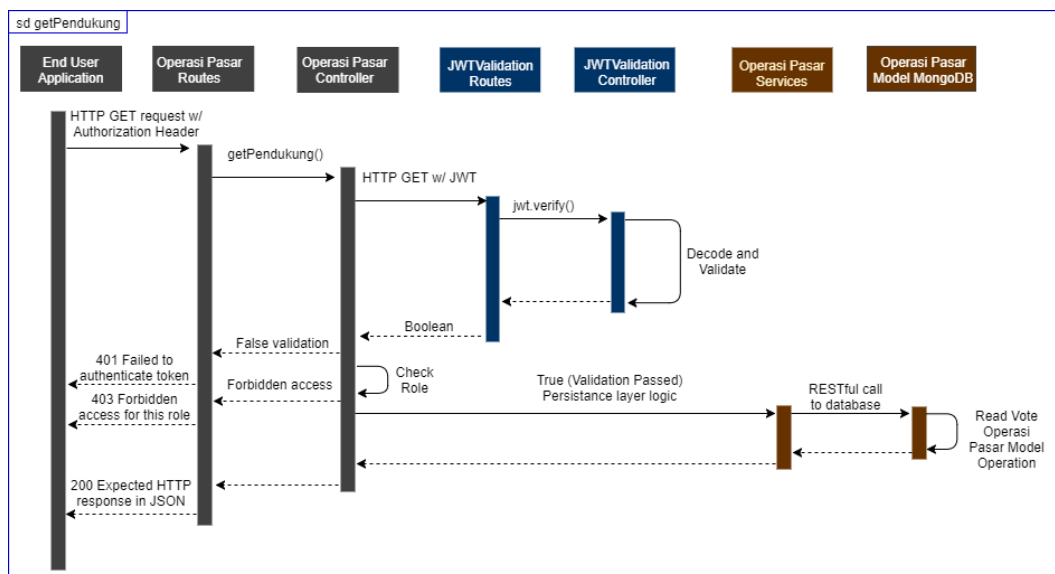 sd getPendukung
End User
Application
Operasi Pasar
Routes
Operasi Pasar
Controller
JWTValidation
Routes
JWTValidation
Controller
Operasi Pasar
Services
Operasi Pasar
Model MongoDB
HTTP GET request w/
Authorization Header
getPendukung()
HTTP GET w/ JWT
jwt.verify()
Decode and
Validate
Boolean
False validation
401 Failed to
authenticate token
Check
Role
Forbidden access
403 Forbidden
access for this role
True (Validation Passed)
Persistance layer logic
RESTful call
to database
Read Vote
Operasi
Pasar Model
Operation
200 Expected HTTP
response in JSON